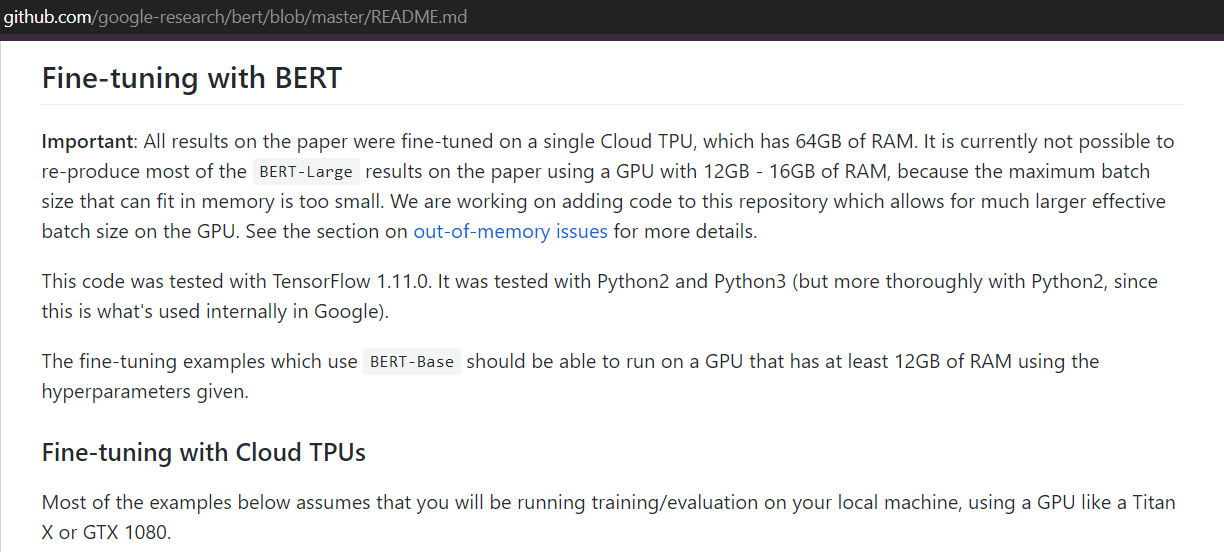 github.com/google-research/bert/blob/master/README.md
Fine-tuning with BERT
Important: All results on the paper were fine-tuned on a single Cloud TPU, which has 64GB of RAM. It is currently not possible to
re-produce most of the BERT-Large results on the paper using a GPU with 12GB - 16GB of RAM, because the maximum batch
size that can fit in memory is too small. We are working on adding code to this repository which allows for much larger effective
batch size on the GPU. See the section on out-of-memory issues for more details.
This code was tested with TensorFlow 1.11.0. It was tested with Python2 and Python3 (but more thoroughly with Python2, since
this is what's used internally in Google).
The fine-tuning examples which use BERT-Base should be able to run on a GPU that has at least 12GB of RAM using the
hyperparameters given.
Fine-tuning with Cloud TPUs
Most of the examples below assumes that you will be running training/evaluation on your local machine, using a GPU like a Titan
X or GTX 1080.